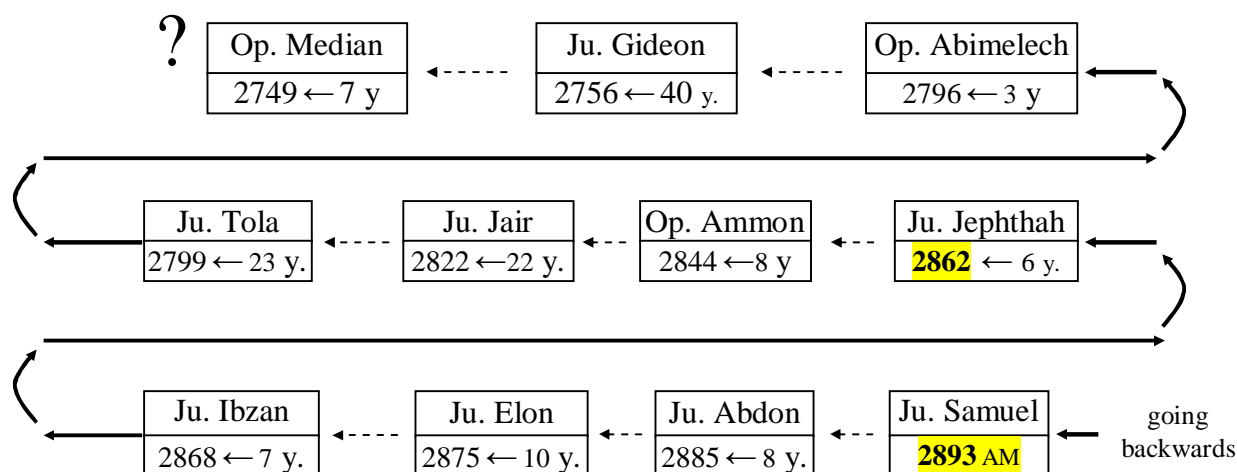 ?
Op. Median
2749 ← 7 y
Ju. Gideon
2756 ← 40 y.
Op. Abimelech
2796 ← 3 y
Ju. Tola
2799 ← 23 y.
Ju. Jair
2822 ←22 y.
Op. Ammon
2844 ←8 y
Ju. Jephthah
2862 ← 6 y.
Ju. Ibzan
2868 ← 7 y.
Ju. Elon
2875 ← 10 y.
Ju. Abdon
2885 ← 8 y.
Ju. Samuel
2893 AM
going
backwards